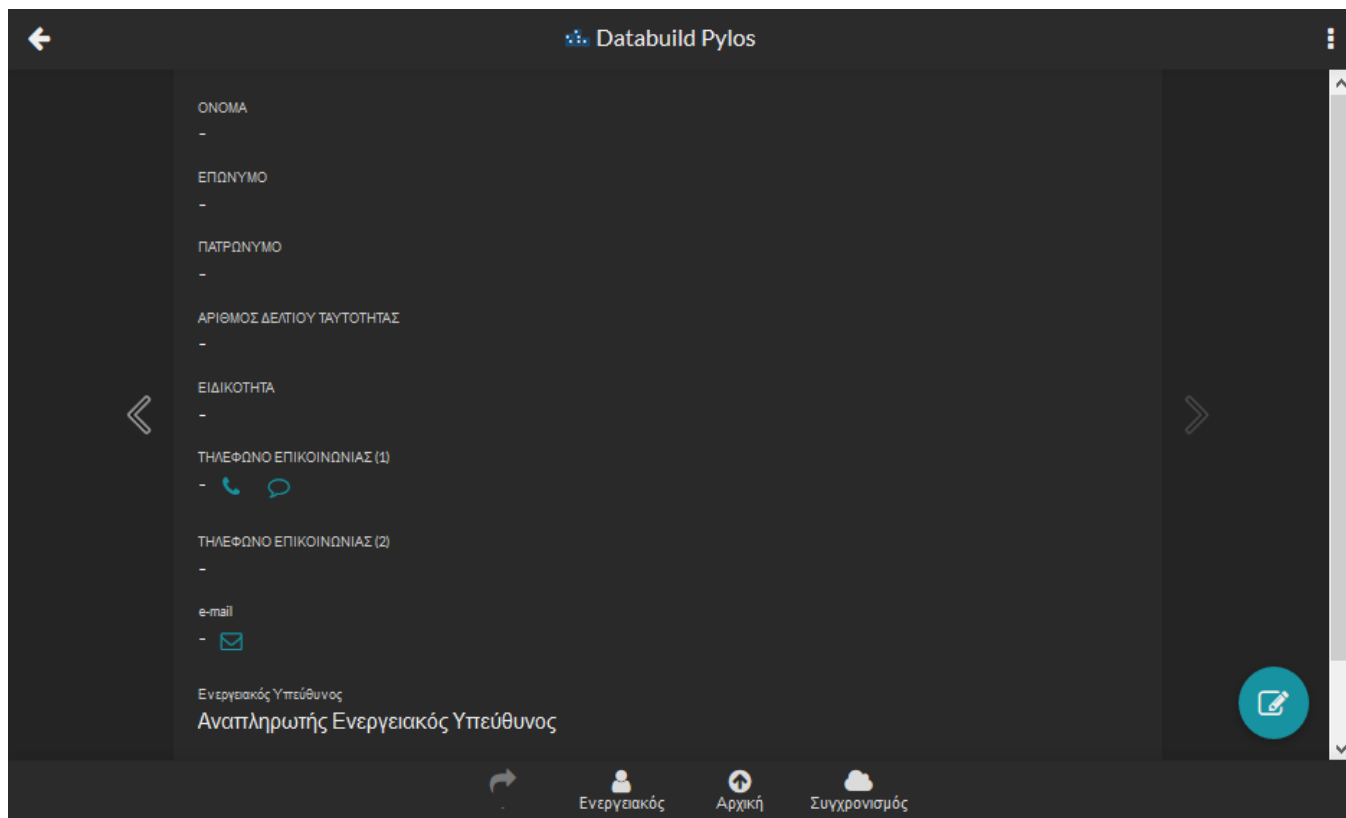 Databuild Pylos
ΟΝΟΜΑ
-
ΕΠΩΝΥΜΟ
-
ΠΑΤΡΩΝΥΜΟ
-
ΑΡΙΘΜΟΣ ΔΕΛΤΙΟΥ ΤΑΥΤΟΤΗΤΑΣ
-
ΕΙΔΙΚΟΤΗΤΑ
-
ΤΗΛΕΦΩΝΟ ΕΠΙΚΟΙΝΩΝΙΑΣ (1)
-
ΤΗΛΕΦΩΝΟ ΕΠΙΚΟΙΝΩΝΙΑΣ (2)
-
e-mail
-
Ενεργειακός Υπεύθυνος
Αναπληρωτής Ενεργειακός Υπεύθυνος
. Ενεργειακός Αρχική Συγχρονισμός